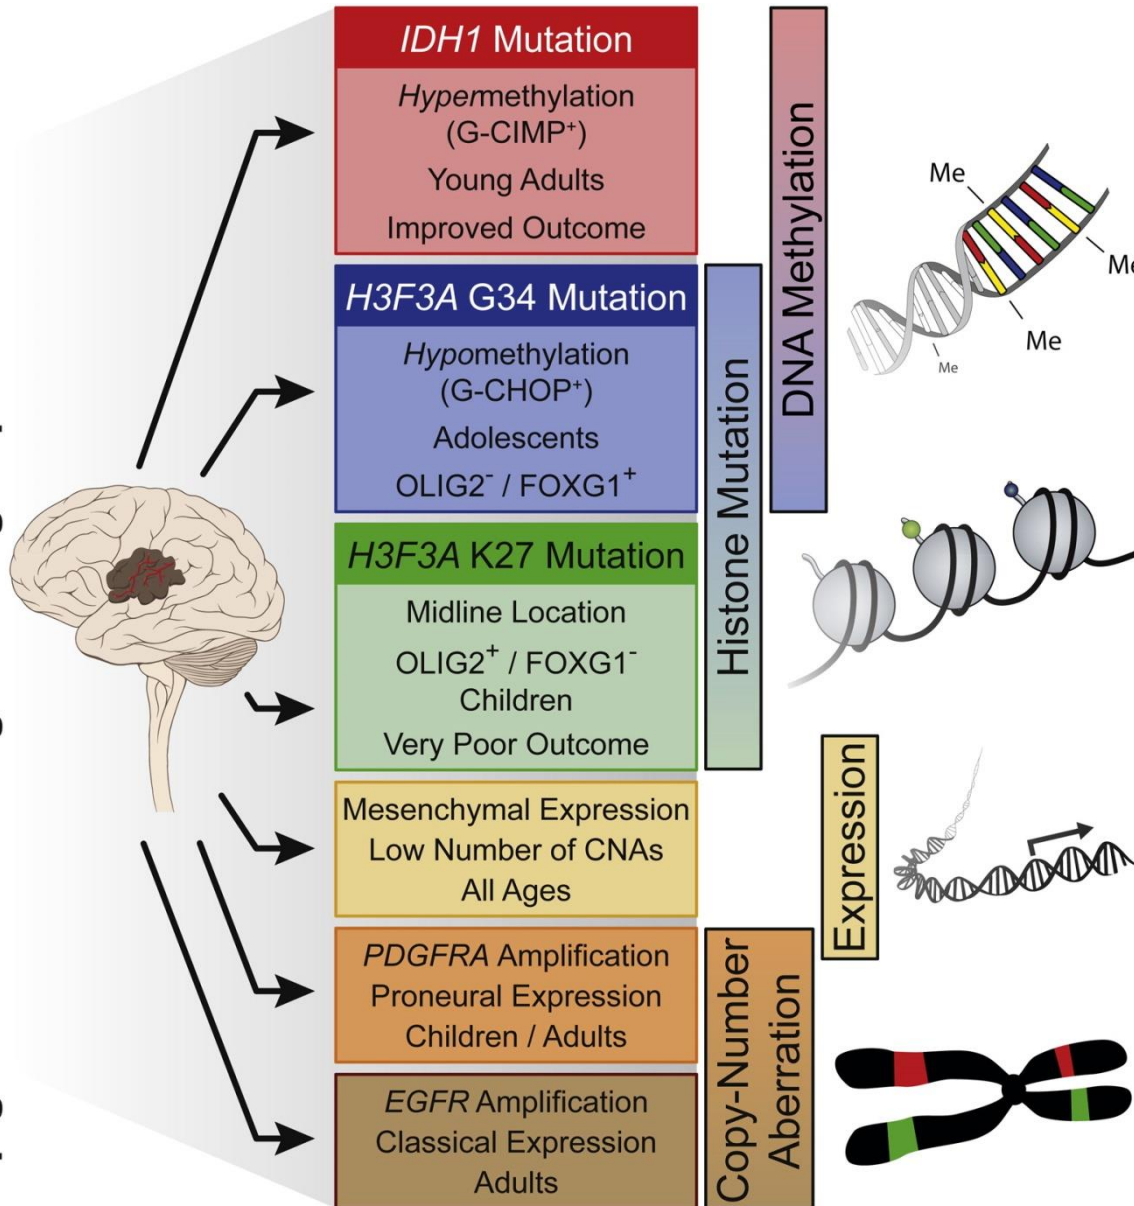 IDH1 Mutation
Hypermethylation
(G-CIMP⁺)
Young Adults
Improved Outcome
H3F3A G34 Mutation
Hypomethylation
(G-CHOP⁺)
Adolescents
OLIG2⁻ / FOXG1⁺
H3F3A K27 Mutation
Midline Location
OLIG2⁺ / FOXG1⁻
Children
Very Poor Outcome
Mesenchymal Expression
Low Number of CNAs
All Ages
PDGFRA Amplification
Proneural Expression
Children / Adults
EGFR Amplification
Classical Expression
Adults
Histone Mutation
DNA Methylation
Expression
Copy-Number
Aberration
Me
Me
Me
Me